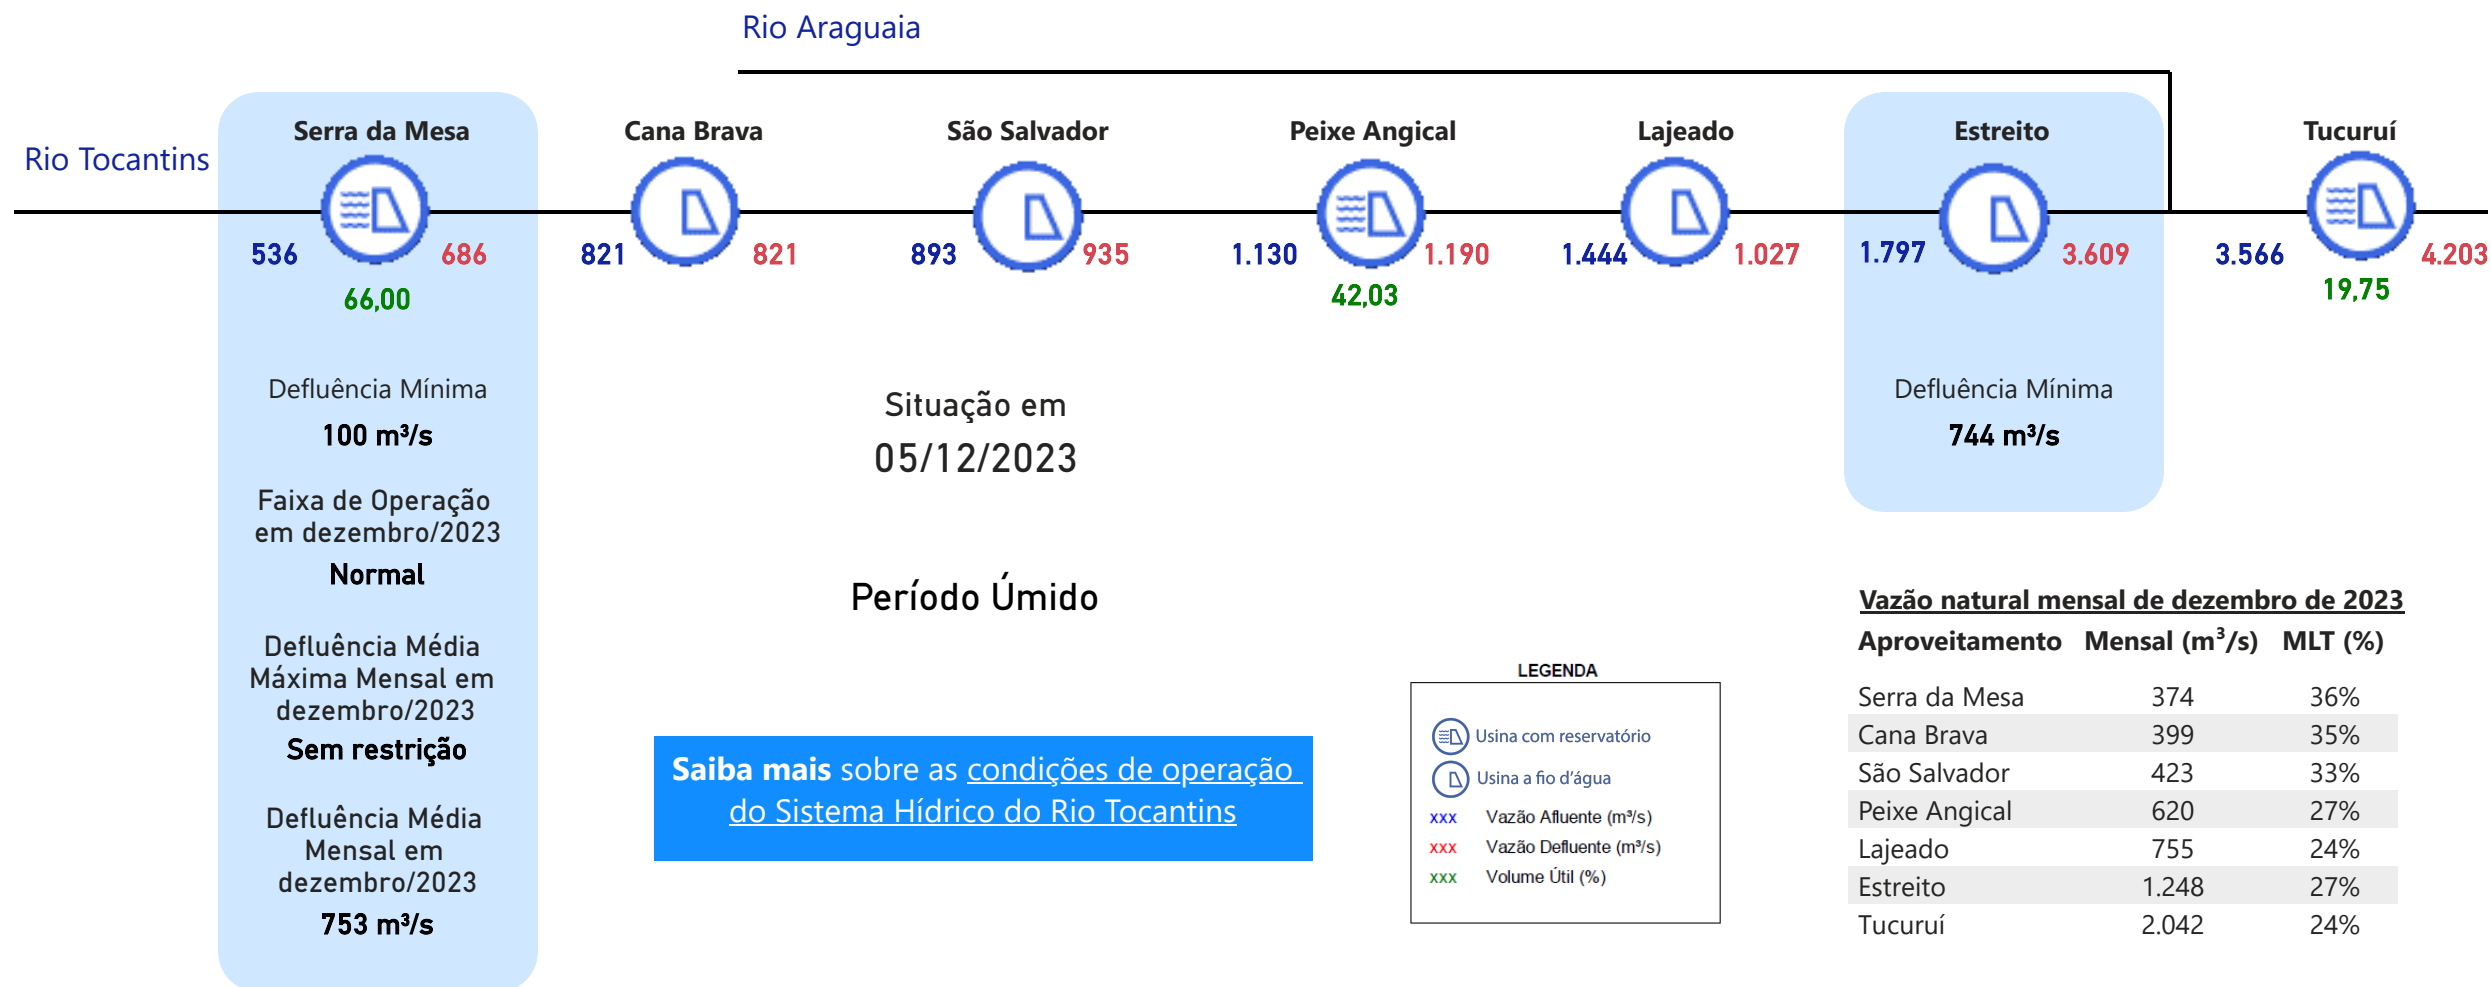 Rio Araguaia
Rio Tocantins
Serra da Mesa
Cana Brava
São Salvador
Peixe Angical
Lajeado
Estreito
Tucuruí
536
686
821
821
893
935
1.130
1.190
1.444
1.027
1.797
3.609
3.566
4.203
66,00
42,03
19,75
Defluência Mínima
100 m³/s
Faixa de Operação
em dezembro/2023
Normal
Defluência Média
Máxima Mensal em
dezembro/2023
Sem restrição
Defluência Média
Mensal em
dezembro/2023
753 m³/s
Situação em
05/12/2023
Período Úmido
Saiba mais sobre as condições de operação
do Sistema Hídrico do Rio Tocantins
Defluência Mínima
744 m³/s
LEGENDA
Usina com reservatório
Usina a fio d'água
xxx Vazão Afluente (m³/s)
xxx Vazão Defluente (m³/s)
xxx Volume Útil (%)
Vazão natural mensal de dezembro de 2023
Aproveitamento Mensal (m³/s) MLT (%)
Serra da Mesa 374 36%
Cana Brava 399 35%
São Salvador 423 33%
Peixe Angical 620 27%
Lajeado 755 24%
Estreito 1.248 27%
Tucuruí 2.042 24%